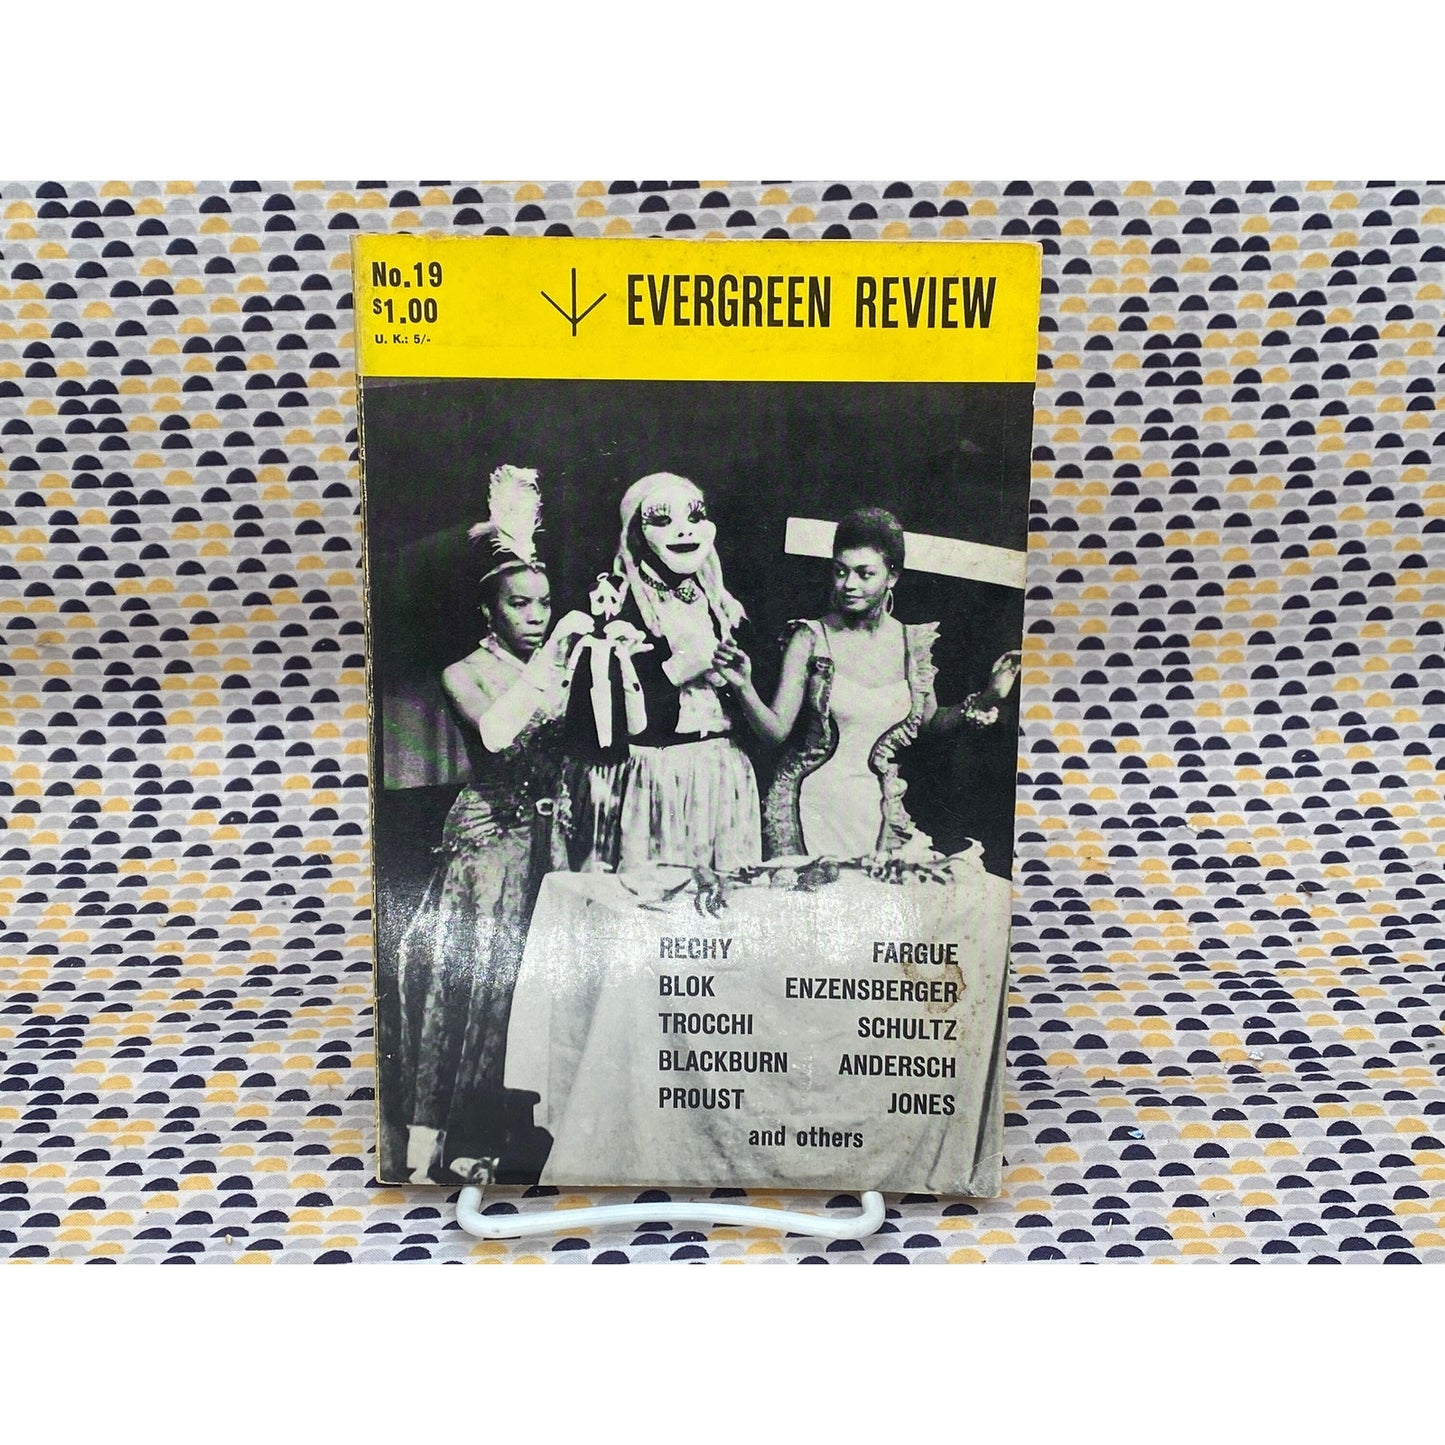 No.19
$1.00
U. K.: 5/-
EVERGREEN REVIEW
RECHY FARGUE
BLOK ENZENSBERGER
TROCCHI SCHULTZ
BLACKBURN ANDERSCH
PROUST JONES
and others